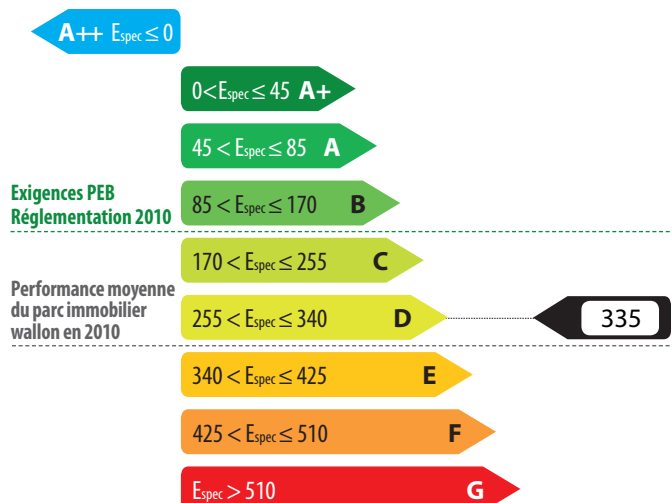 A++ Espec ≤ 0
0 < Espec ≤ 45 A+
45 < Espec ≤ 85 A
Exigences PEB
Réglementation 2010
85 < Espec ≤ 170 B
170 < Espec ≤ 255 C
Performance moyenne
du parc immobilier
wallon en 2010
255 < Espec ≤ 340 D
335
340 < Espec ≤ 425 E
425 < Espec ≤ 510 F
Espec > 510 G